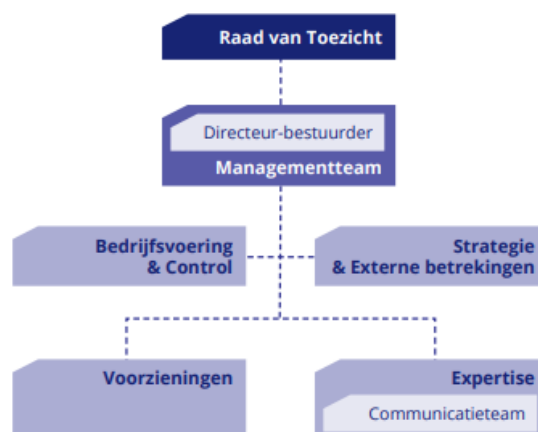 Raad van Toezicht
Directeur-bestuurder
Managementteam
Bedrijfsvoering
& Control
Strategie
& Externe betrekingen
Voorzieningen
Expertise
Communicatieteam